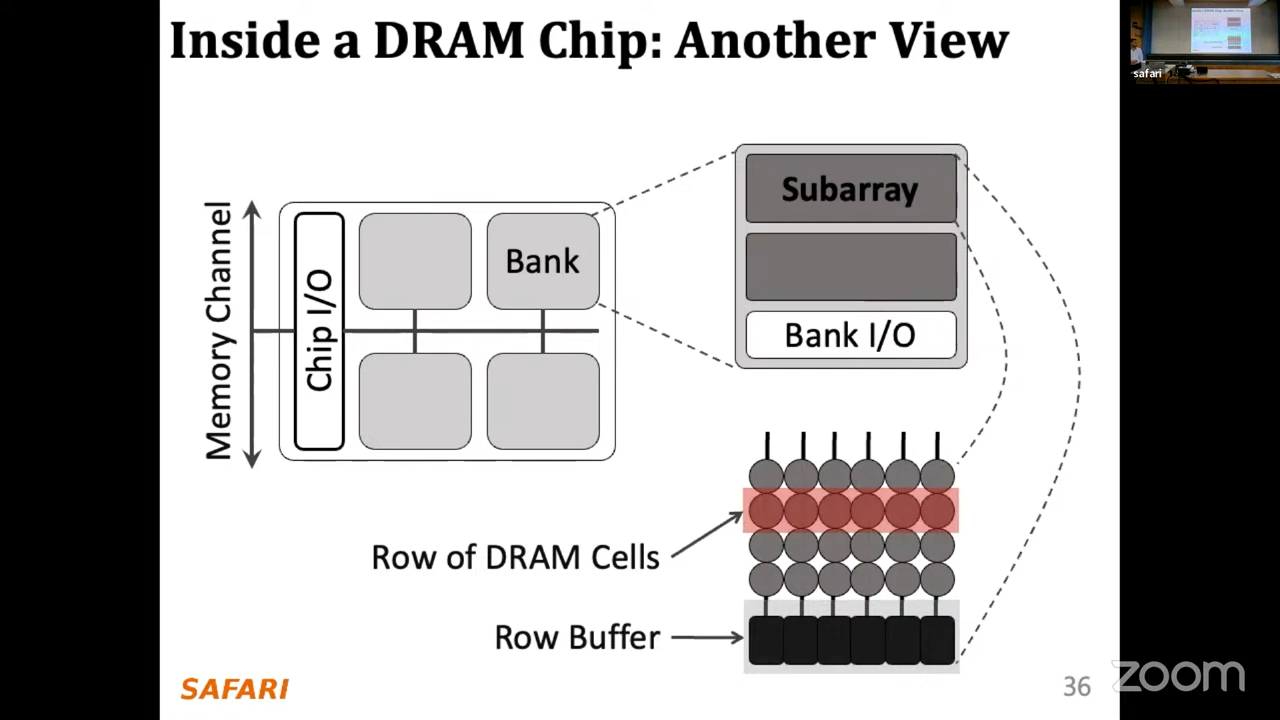 Inside a DRAM Chip: Another View
safari
Memory Channel
Chip I/O
Bank
Subarray
Bank I/O
Row of DRAM Cells
Row Buffer
SAFARI
36
zoom